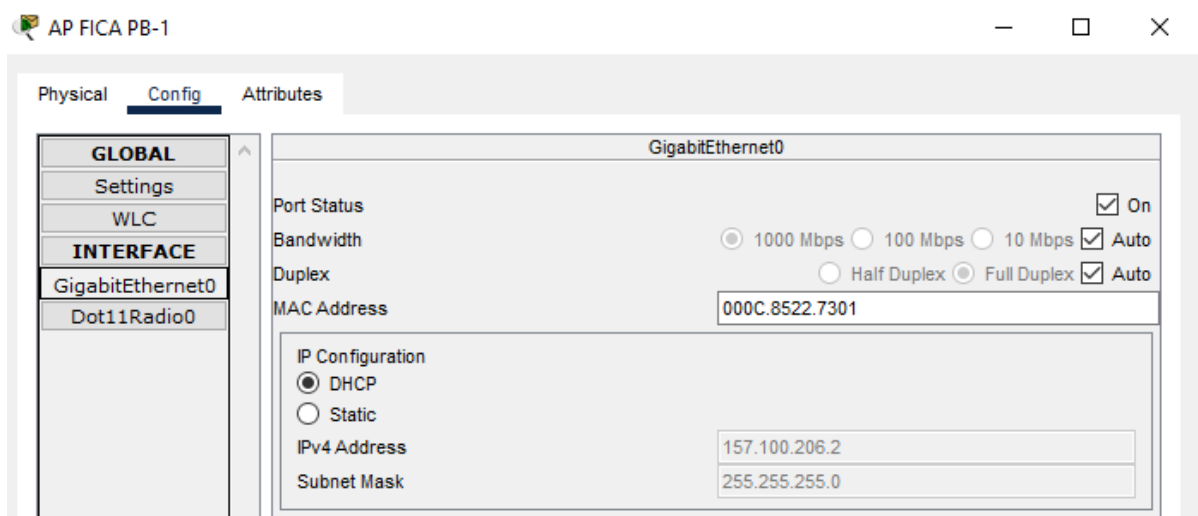 AP FICA PB-1
Physical Config Attributes
GLOBAL
Settings
WLC
INTERFACE
GigabitEthernet0
Dot11Radio0
GigabitEthernet0
Port Status On
Bandwidth 1000 Mbps 100 Mbps 10 Mbps Auto
Duplex Half Duplex Full Duplex Auto
MAC Address 000C.8522.7301
IP Configuration
DHCP
Static
IPv4 Address 157.100.206.2
Subnet Mask 255.255.255.0